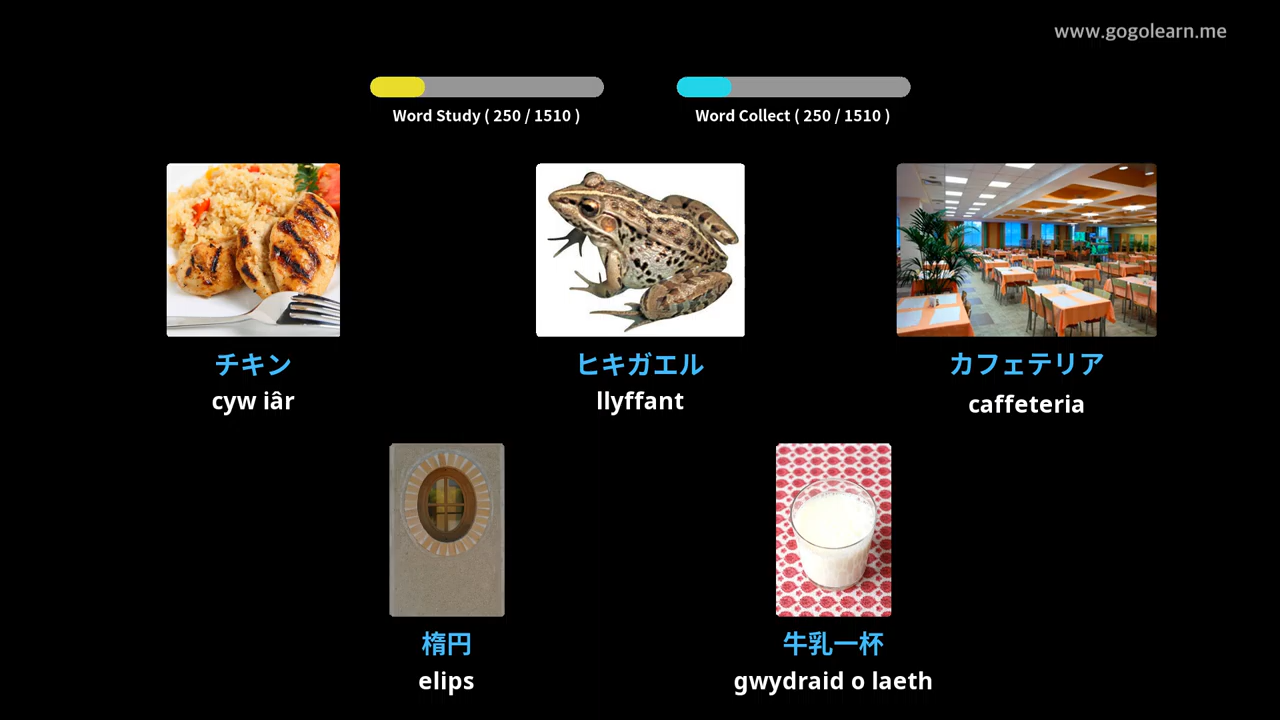 www.gogolearn.me
Word Study ( 250 / 1510 )
Word Collect ( 250 / 1510 )
チキン
cyw iâr
ヒキガエル
llyffant
カフェテリア
caffeteria
楕円
elips
牛乳一杯
gwydraid o laeth